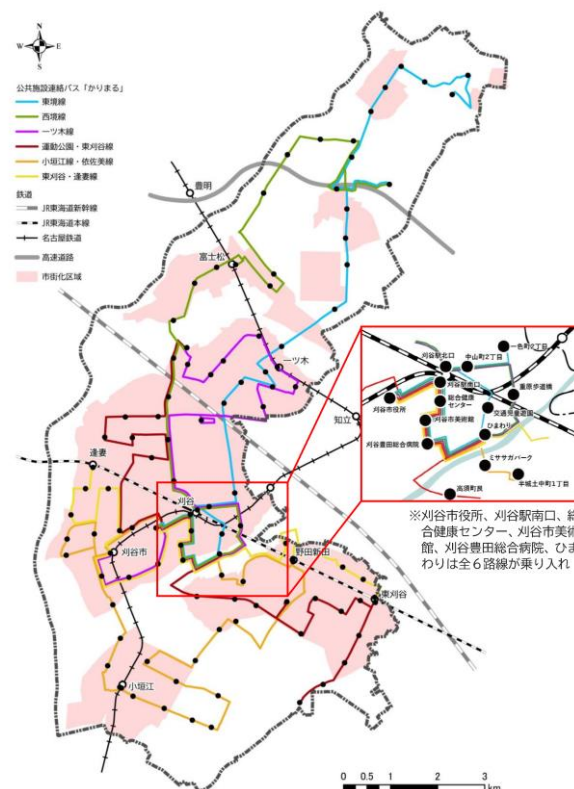 N
W E
S
公共施設連絡バス「かりまる」
東境線
西境線
一ツ木線
運動公園・東刈谷線
小垣江線・依佐美線
東刈谷・逢妻線
鉄道
JR東海道新幹線
JR東海道本線
名古屋鉄道
高速道路
市街化区域
豊明
富士松
一ツ木
知立
逢妻
刈谷
刈谷市
野田新町
東刈谷
小垣江
一色町2丁目
刈谷駅北口
中山町2丁目
刈谷駅南口
重原歩道橋
総合健康
センター
刈谷市役所
交通児童遊園
刈谷市美術館
ひまわり
刈谷豊田総合病院
ミササガパーク
半城土中町1丁目
高須町艮
※刈谷市役所、刈谷駅南口、総
合健康センター、刈谷市美術
館、刈谷豊田総合病院、ひま
わりは全６路線が乗り入れ
0 0.5 1 2 3
km